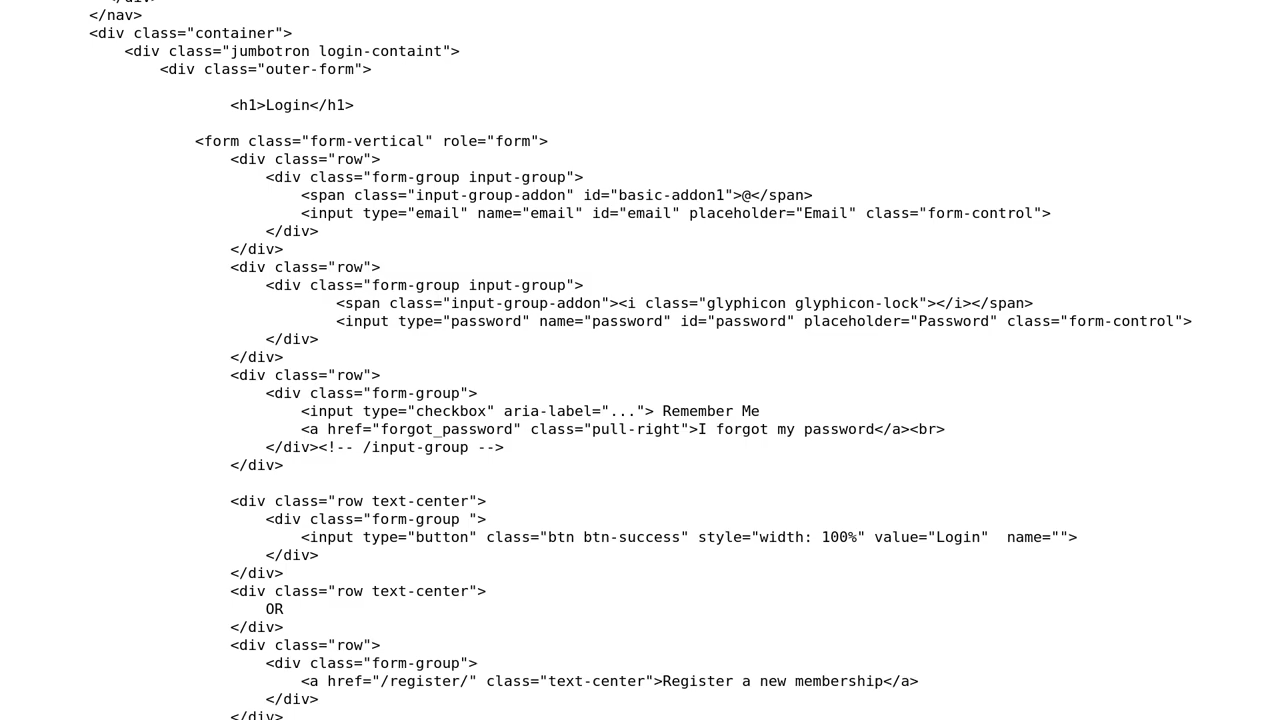 </div>
</nav>
<div class="container">
<div class="jumbotron login-containt">
<div class="outer-form">
<h1>Login</h1>
<form class="form-vertical" role="form">
<div class="row">
<div class="form-group input-group">
<span class="input-group-addon" id="basic-addon1">@</span>
<input type="email" name="email" id="email" placeholder="Email" class="form-control">
</div>
</div>
<div class="row">
<div class="form-group input-group">
<span class="input-group-addon"><i class="glyphicon glyphicon-lock"></i></span>
<input type="password" name="password" id="password" placeholder="Password" class="form-control">
</div>
</div>
<div class="row">
<div class="form-group">
<input type="checkbox" aria-label="..."> Remember Me
<a href="forgot_password" class="pull-right">I forgot my password</a><br>
</div><!-- /input-group -->
</div>
<div class="row text-center">
<div class="form-group ">
<input type="button" class="btn btn-success" style="width: 100%" value="Login"  name="">
</div>
</div>
<div class="row text-center">
OR
</div>
<div class="row">
<div class="form-group">
<a href="/register/" class="text-center">Register a new membership</a>
</div>
</div>